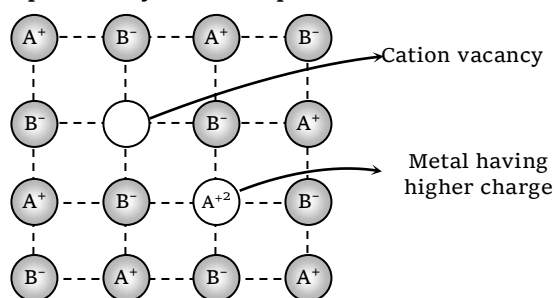 A⁺ B⁻ A⁺ B⁻
Cation vacancy
B⁻ B⁻ A⁺
Metal having
higher charge
A⁺ B⁻ A⁺² B⁻
B⁻ A⁺ B⁻ A⁺